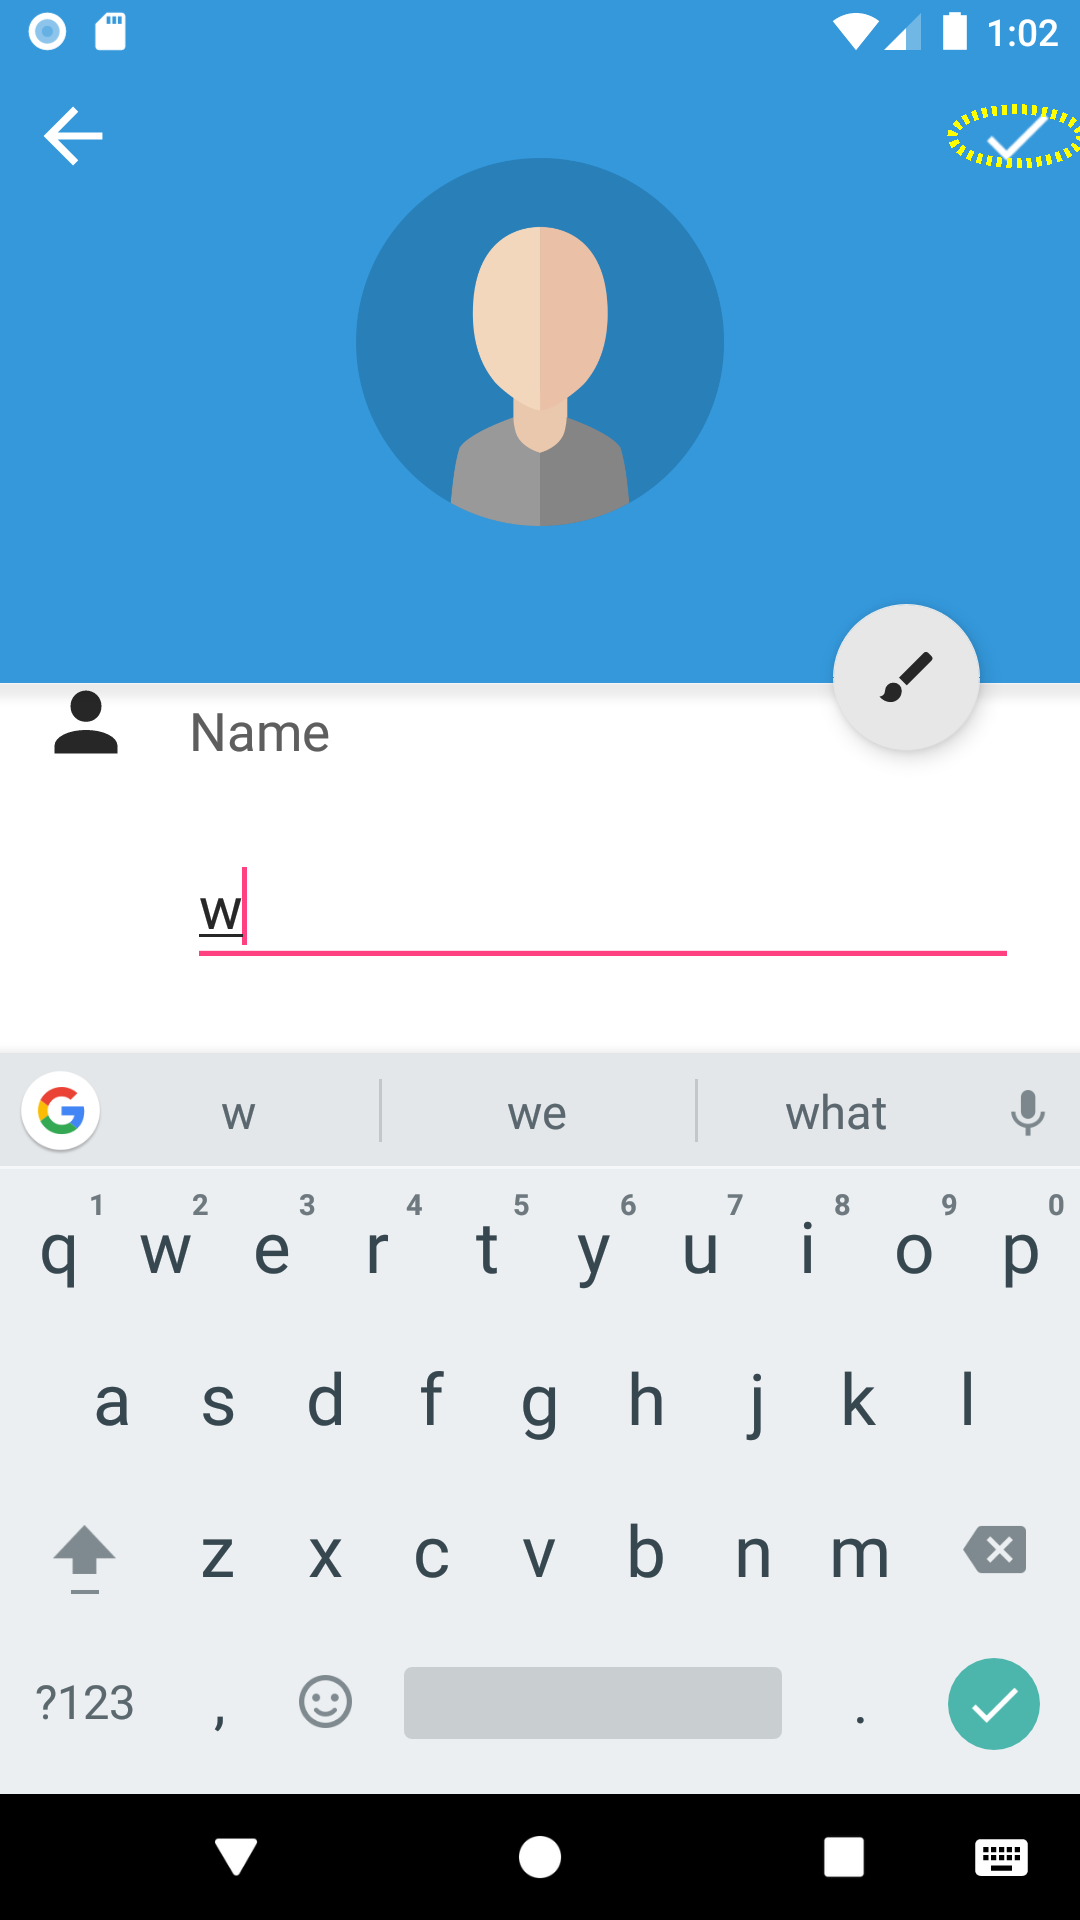 1:02
Name
w
w we what
1 2 3 4 5 6 7 8 9 0
q w e r t y u i o p
a s d f g h j k l
z x c v b n m
?123 , .